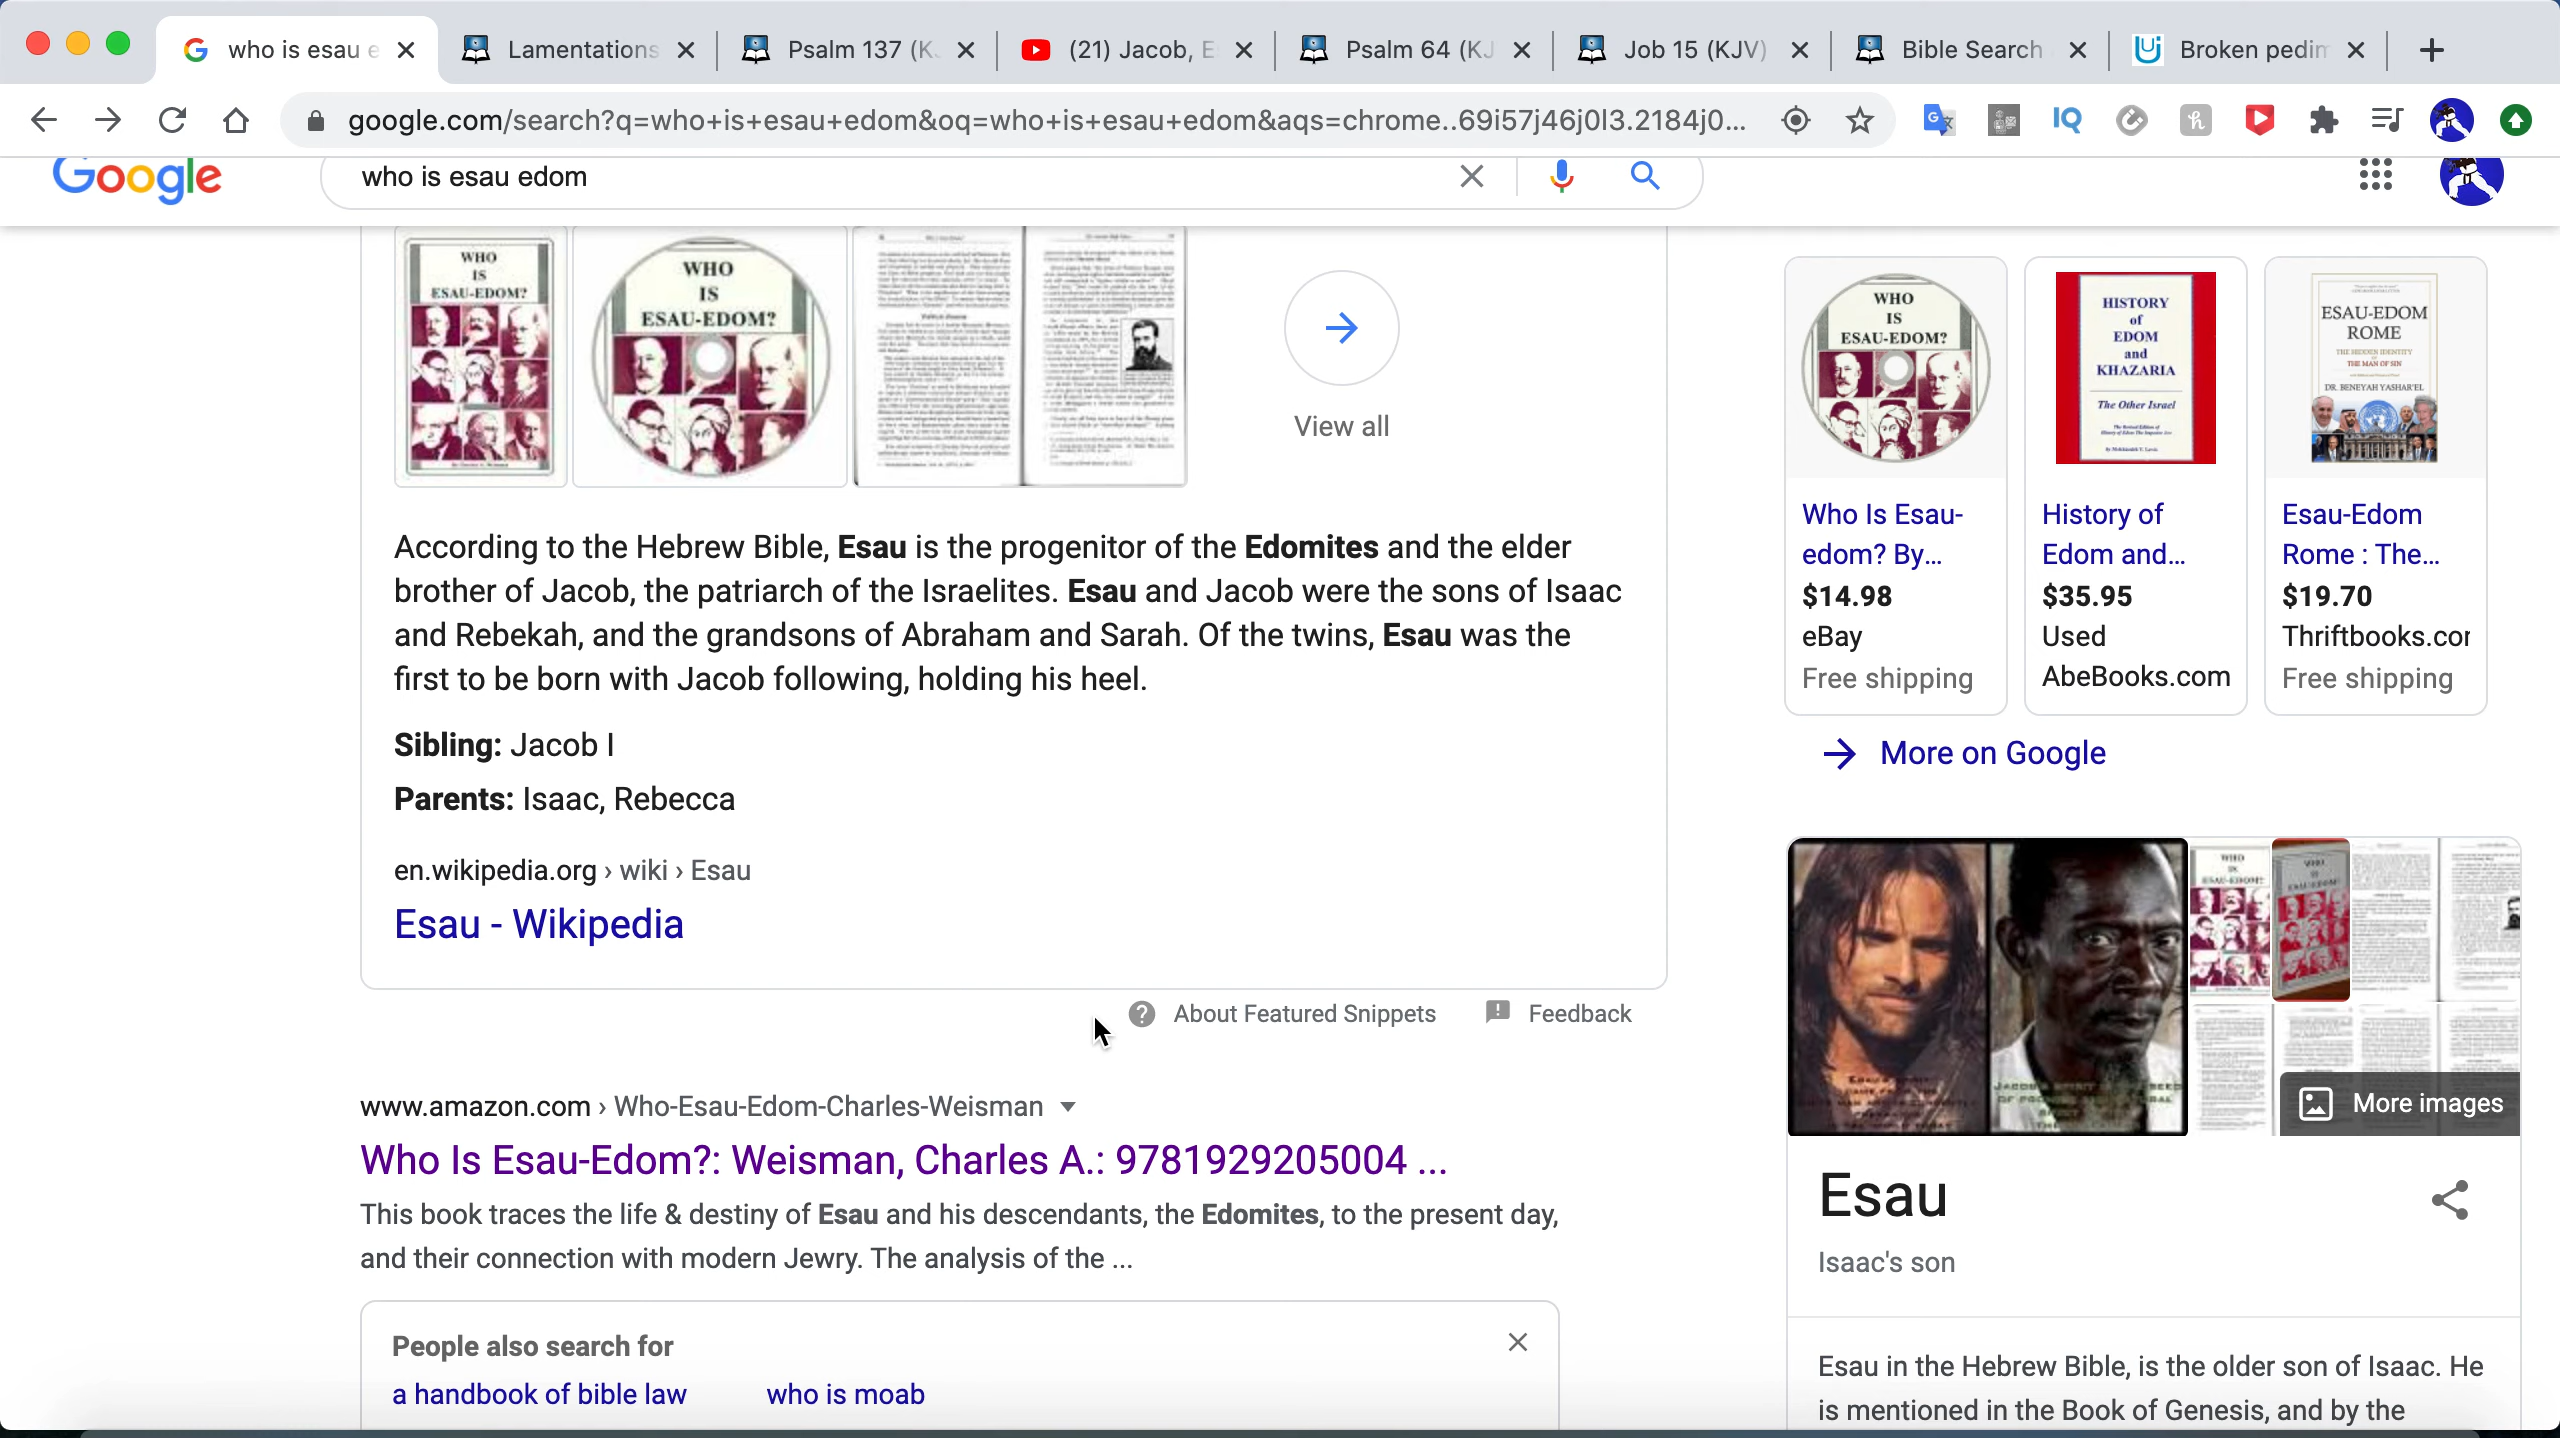 who is esau e
Lamentations
Psalm 137 (K
(21) Jacob, E
Psalm 64 (KJ
Job 15 (KJV)
Bible Search
Broken pedim
google.com/search?q=who+is+esau+edom&oq=who+is+esau+edom&aqs=chrome..69i57j46j0l3.2184j0...
IQ
Google
who is esau edom
WHO
IS
ESAU-EDOM?
WHO
IS
ESAU-EDOM?
View all
According to the Hebrew Bible, Esau is the progenitor of the Edomites and the elder
brother of Jacob, the patriarch of the Israelites. Esau and Jacob were the sons of Isaac
and Rebekah, and the grandsons of Abraham and Sarah. Of the twins, Esau was the
first to be born with Jacob following, holding his heel.
Sibling: Jacob I
Parents: Isaac, Rebecca
en.wikipedia.org › wiki › Esau
Esau - Wikipedia
About Featured Snippets
Feedback
www.amazon.com › Who-Esau-Edom-Charles-Weisman
Who Is Esau-Edom?: Weisman, Charles A.: 9781929205004 ...
This book traces the life & destiny of Esau and his descendants, the Edomites, to the present day,
and their connection with modern Jewry. The analysis of the ...
People also search for
a handbook of bible law
who is moab
WHO
IS
ESAU-EDOM?
HISTORY
of
EDOM
and
KHAZARIA
The Other Israel
ESAU-EDOM
ROME
THE HIDDEN IDENTITY
THE MAN OF SIN
DR. BENEYAH YASHAR'EL
Who Is Esau-
edom? By...
$14.98
eBay
Free shipping
History of
Edom and...
$35.95
Used
AbeBooks.com
Esau-Edom
Rome : The...
$19.70
Thriftbooks.cor
Free shipping
More on Google
More images
Esau
Isaac's son
Esau in the Hebrew Bible, is the older son of Isaac. He
is mentioned in the Book of Genesis, and by the